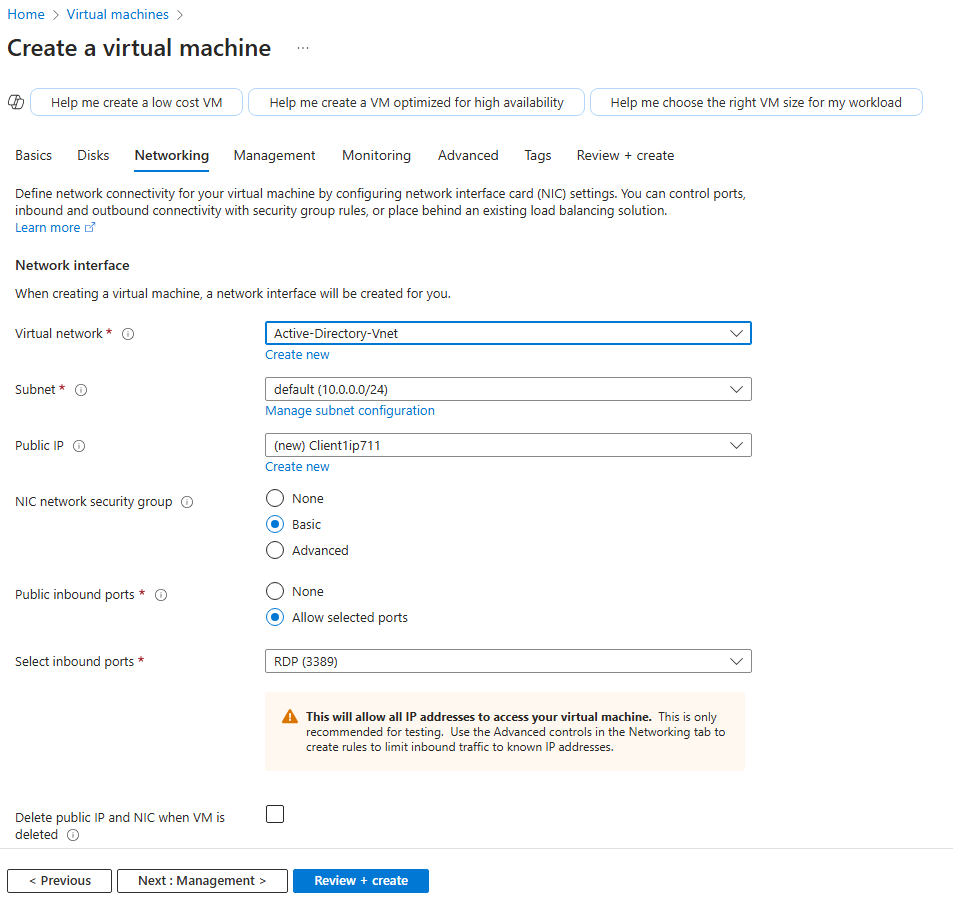 Home > Virtual machines >
Create a virtual machine ...
Help me create a low cost VM
Help me create a VM optimized for high availability
Help me choose the right VM size for my workload
Basics Disks Networking Management Monitoring Advanced Tags Review + create
Define network connectivity for your virtual machine by configuring network interface card (NIC) settings. You can control ports,
inbound and outbound connectivity with security group rules, or place behind an existing load balancing solution.
Learn more
Network interface
When creating a virtual machine, a network interface will be created for you.
Virtual network *
Active-Directory-Vnet
Create new
Subnet *
default (10.0.0.0/24)
Manage subnet configuration
Public IP
(new) Client1ip711
Create new
NIC network security group
None
Basic
Advanced
Public inbound ports *
None
Allow selected ports
Select inbound ports *
RDP (3389)
This will allow all IP addresses to access your virtual machine. This is only
recommended for testing. Use the Advanced controls in the Networking tab to
create rules to limit inbound traffic to known IP addresses.
Delete public IP and NIC when VM is
deleted
< Previous
Next : Management >
Review + create